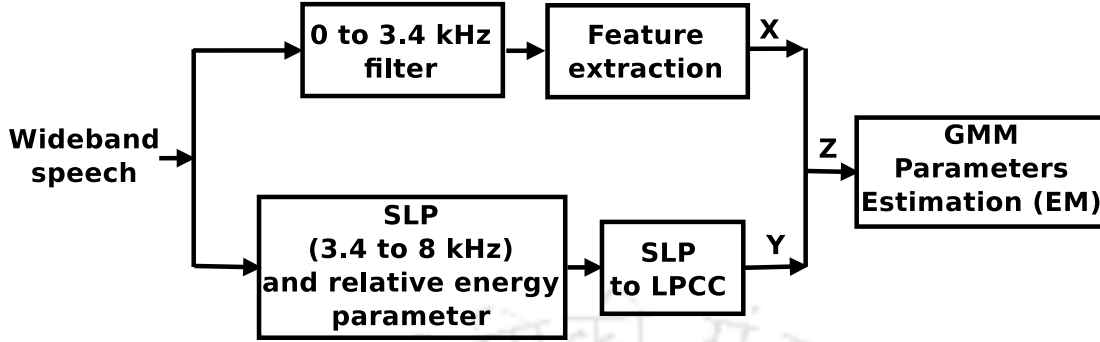 Wideband
speech
0 to 3.4 kHz
filter
Feature
extraction
X
SLP
(3.4 to 8 kHz)
and relative energy
parameter
SLP
to LPCC
Y
Z
GMM
Parameters
Estimation (EM)